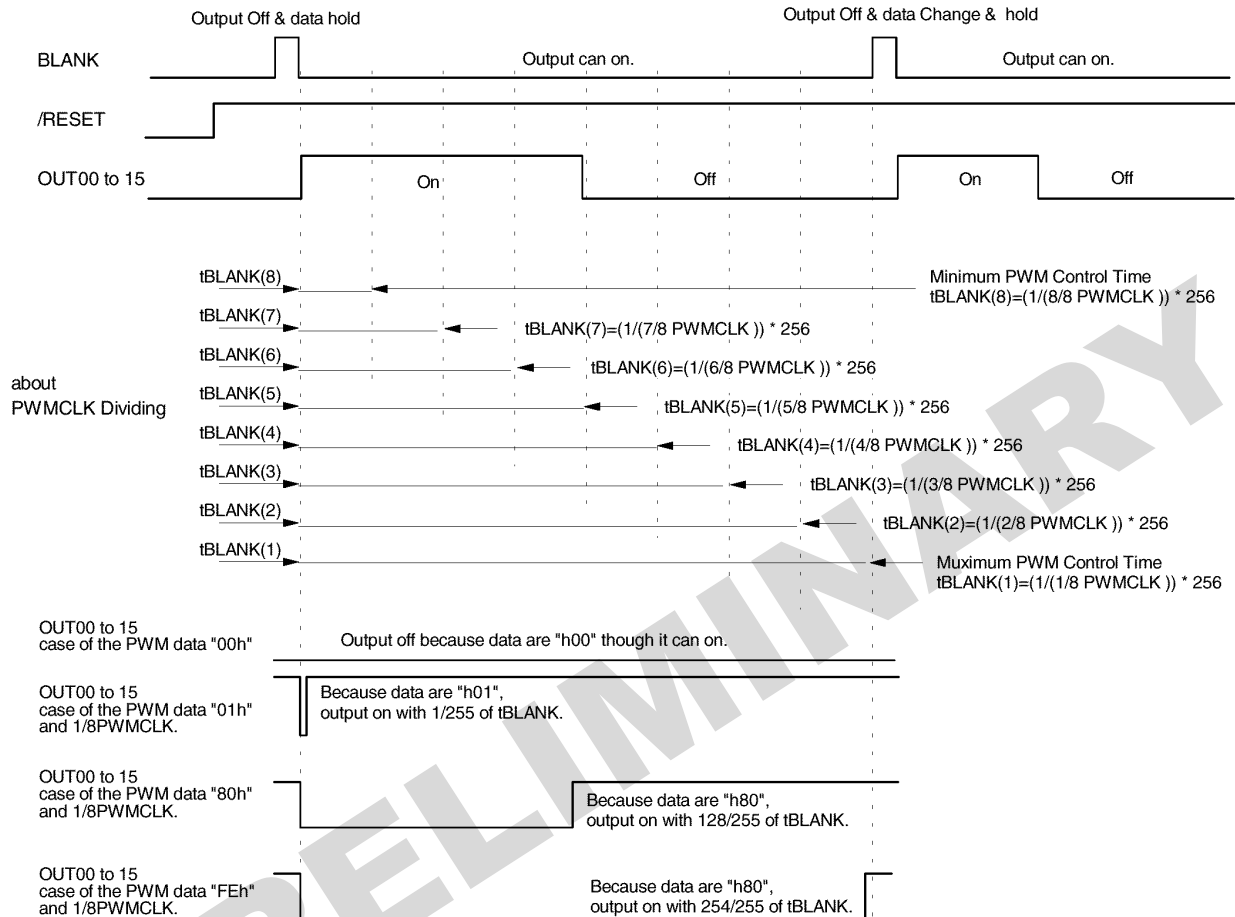 Output Off & data hold
Output Off & data Change & hold
BLANK
Output can on.
Output can on.
/RESET
OUT00 to 15
On
Off
On
Off
tBLANK(8)
Minimum PWM Control Time
tBLANK(8)=(1/(8/8 PWMCLK )) * 256
tBLANK(7)
tBLANK(7)=(1/(7/8 PWMCLK )) * 256
tBLANK(6)
tBLANK(6)=(1/(6/8 PWMCLK )) * 256
about
PWMCLK Dividing
tBLANK(5)
tBLANK(5)=(1/(5/8 PWMCLK )) * 256
tBLANK(4)
tBLANK(4)=(1/(4/8 PWMCLK )) * 256
tBLANK(3)
tBLANK(3)=(1/(3/8 PWMCLK )) * 256
tBLANK(2)
tBLANK(2)=(1/(2/8 PWMCLK )) * 256
tBLANK(1)
Muximum PWM Control Time
tBLANK(1)=(1/(1/8 PWMCLK )) * 256
OUT00 to 15
case of the PWM data "00h"
Output off because data are "h00" though it can on.
OUT00 to 15
case of the PWM data "01h"
and 1/8PWMCLK.
Because data are "h01",
output on with 1/255 of tBLANK.
OUT00 to 15
case of the PWM data "80h"
and 1/8PWMCLK.
Because data are "h80",
output on with 128/255 of tBLANK.
OUT00 to 15
case of the PWM data "FEh"
and 1/8PWMCLK.
Because data are "h80",
output on with 254/255 of tBLANK.
PRELIMINARY